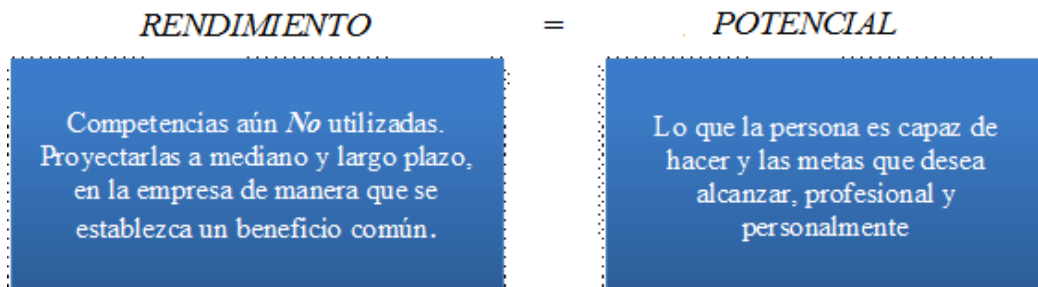 RENDIMIENTO = POTENCIAL
Competencias aún No utilizadas.
Proyectarlas a mediano y largo plazo,
en la empresa de manera que se
establezca un beneficio común.
Lo que la persona es capaz de
hacer y las metas que desea
alcanzar, profesional y
personalmente